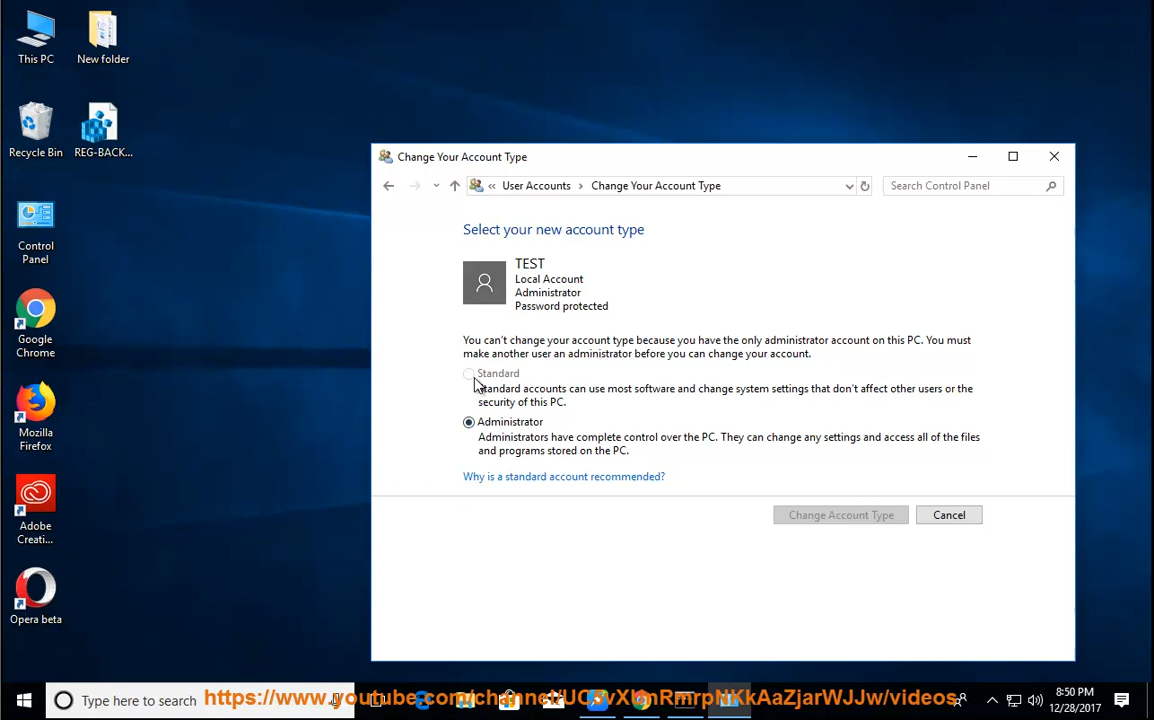 This PC
New folder
Recycle Bin
REG-BACK...
Control
Panel
Google
Chrome
Mozilla
Firefox
Adobe
Creati...
Opera beta
Change Your Account Type
« User Accounts › Change Your Account Type
Search Control Panel
Select your new account type
TEST
Local Account
Administrator
Password protected
You can't change your account type because you have the only administrator account on this PC. You must
make another user an administrator before you can change your account.
Standard
Standard accounts can use most software and change system settings that don't affect other users or the
security of this PC.
Administrator
Administrators have complete control over the PC. They can change any settings and access all of the files
and programs stored on the PC.
Why is a standard account recommended?
Change Account Type
Cancel
Type here to search
8:50 PM
12/28/2017